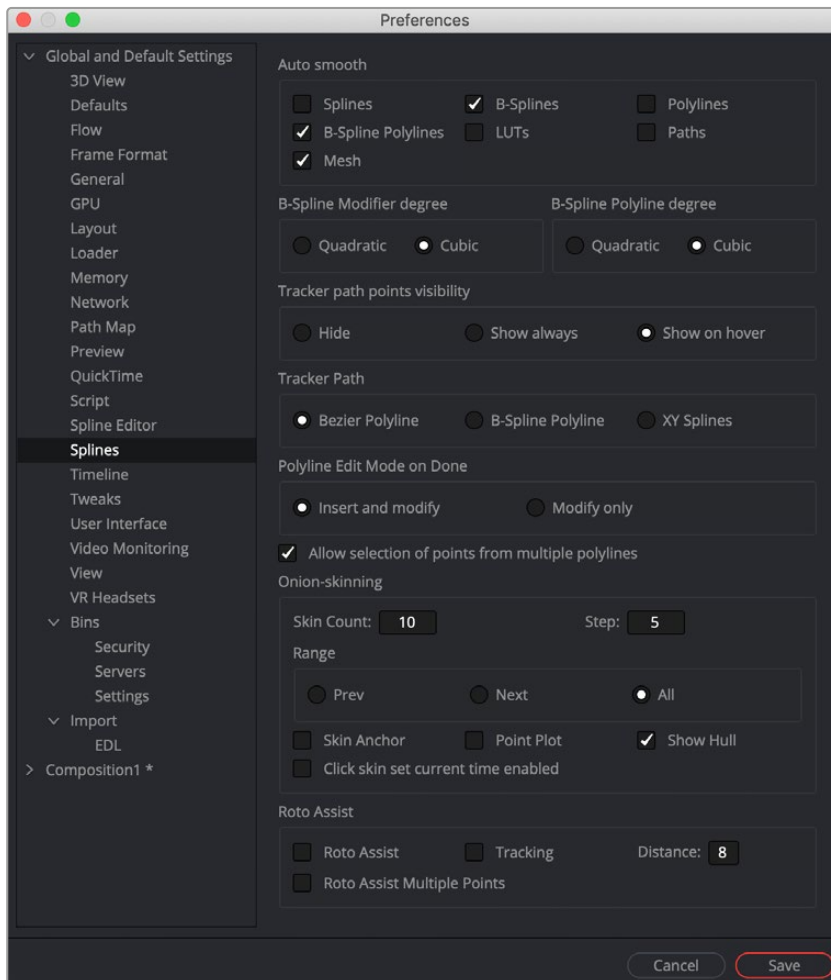 Preferences
Global and Default Settings
3D View
Defaults
Flow
Frame Format
General
GPU
Layout
Loader
Memory
Network
Path Map
Preview
QuickTime
Script
Spline Editor
Splines
Timeline
Tweaks
User Interface
Video Monitoring
View
VR Headsets
Bins
Security
Servers
Settings
Import
EDL
Composition1 *
Auto smooth
Splines B-Splines Polylines
B-Spline Polylines LUTs Paths
Mesh
B-Spline Modifier degree B-Spline Polyline degree
Quadratic Cubic Quadratic Cubic
Tracker path points visibility
Hide Show always Show on hover
Tracker Path
Bezier Polyline B-Spline Polyline XY Splines
Polyline Edit Mode on Done
Insert and modify Modify only
Allow selection of points from multiple polylines
Onion-skinning
Skin Count: 10 Step: 5
Range
Prev Next All
Skin Anchor Point Plot Show Hull
Click skin set current time enabled
Roto Assist
Roto Assist Tracking Distance: 8
Roto Assist Multiple Points
Cancel Save